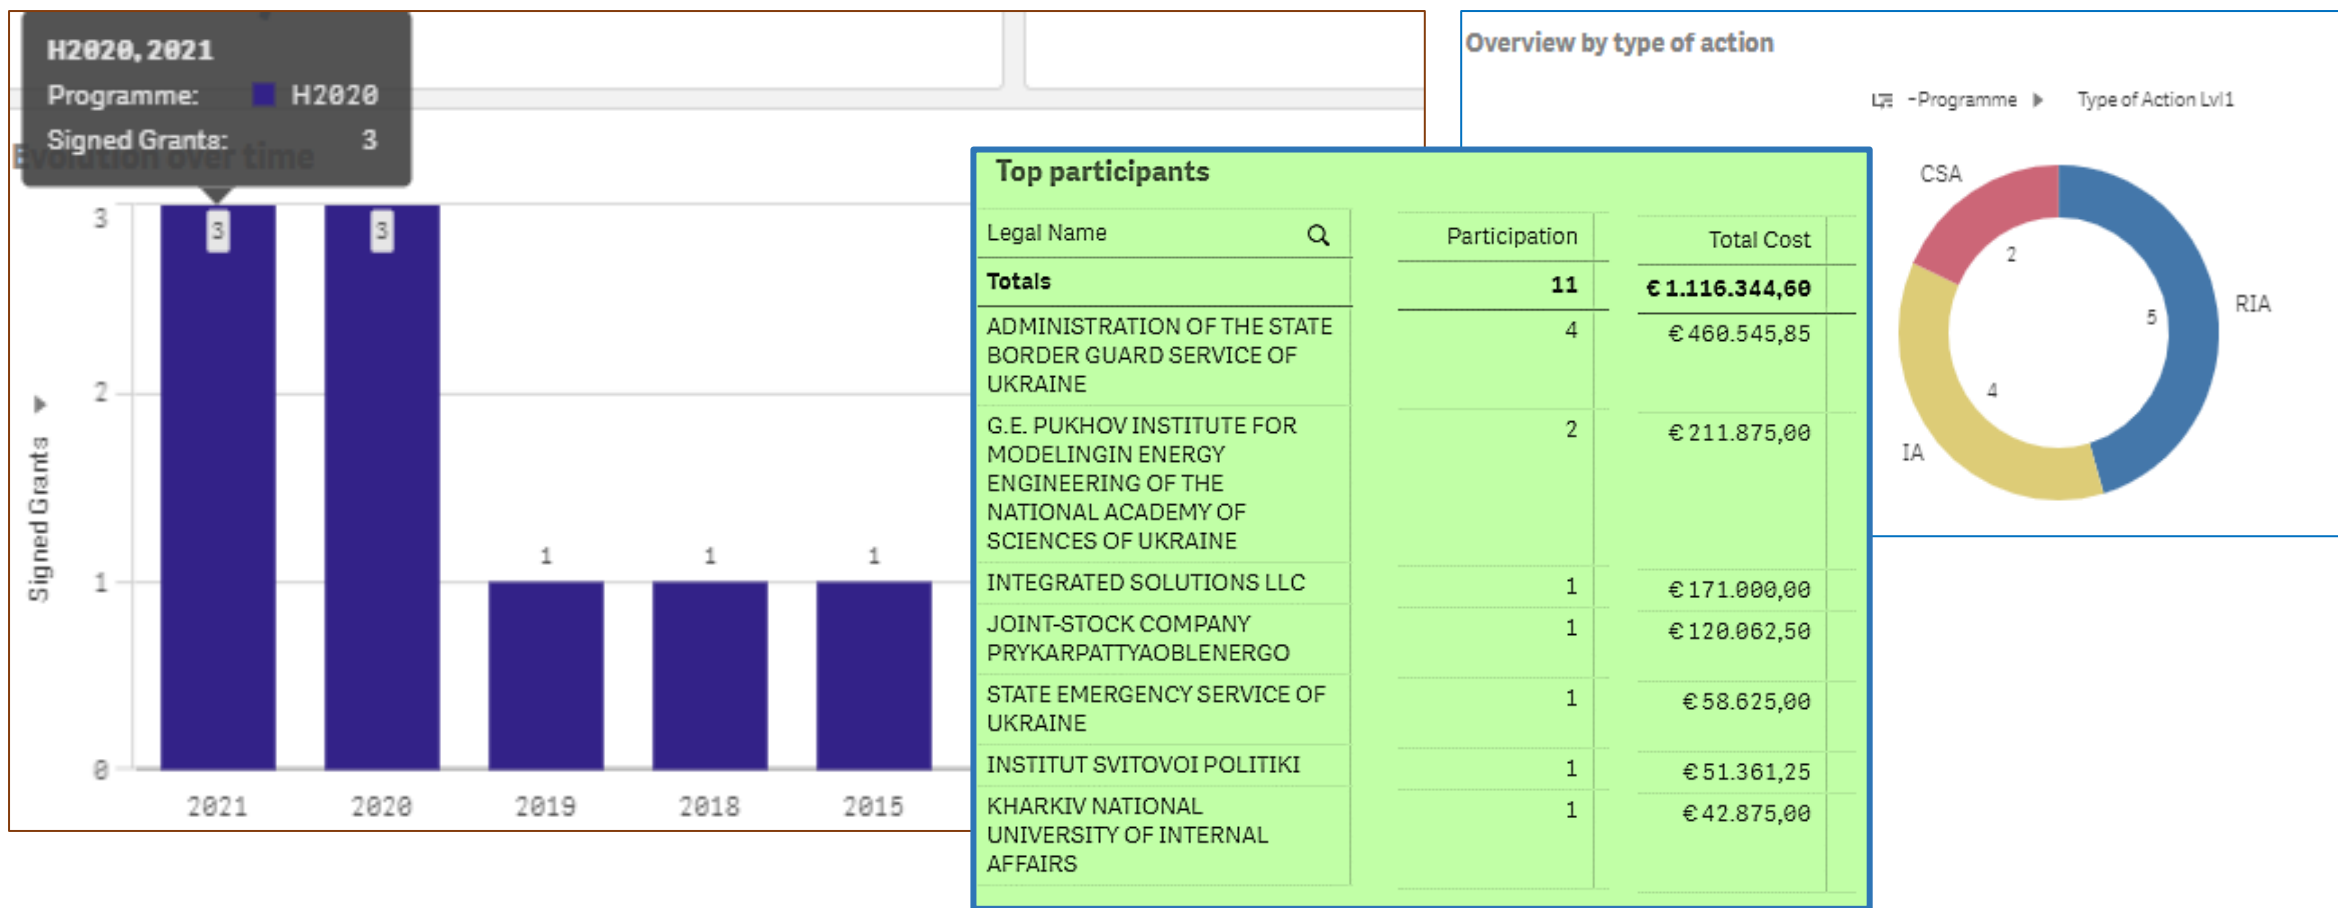 H2020, 2021
Programme: H2020
Signed Grants: 3
Evolution over time
Signed Grants
3
2
1
0
3
3
1
1
1
2021
2020
2019
2018
2015
Top participants
Legal Name Participation Total Cost
Totals 11 € 1.116.344,60
ADMINISTRATION OF THE STATE 4 € 460.545,85
BORDER GUARD SERVICE OF
UKRAINE
G.E. PUKHOV INSTITUTE FOR 2 € 211.875,00
MODELINGIN ENERGY
ENGINEERING OF THE
NATIONAL ACADEMY OF
SCIENCES OF UKRAINE
INTEGRATED SOLUTIONS LLC 1 € 171.000,00
JOINT-STOCK COMPANY 1 € 120.062,50
PRYKARPATTYAOBLENERGO
STATE EMERGENCY SERVICE OF 1 € 58.625,00
UKRAINE
INSTITUT SVITOVOI POLITIKI 1 € 51.361,25
KHARKIV NATIONAL 1 € 42.875,00
UNIVERSITY OF INTERNAL
AFFAIRS
Overview by type of action
-Programme Type of Action Lvl1
CSA
2
RIA
5
4
IA